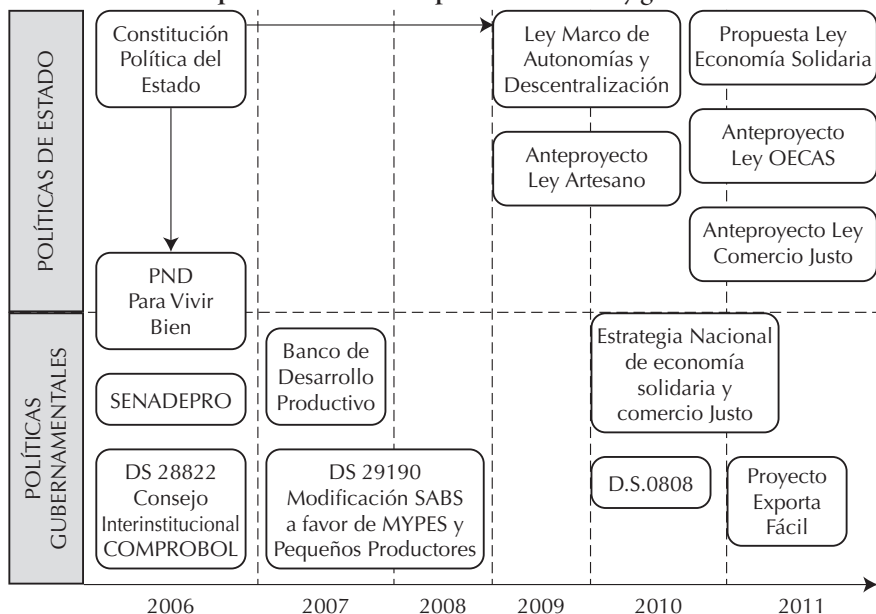 POLÍTICAS DE ESTADO
Constitución
Política del
Estado
Ley Marco de
Autonomías y
Descentralización
Propuesta Ley
Economía Solidaria
Anteproyecto
Ley Artesano
Anteproyecto
Ley OECAS
Anteproyecto Ley
Comercio Justo
PND
Para Vivir
Bien
POLÍTICAS
GUBERNAMENTALES
Banco de
Desarrollo
Productivo
Estrategia Nacional
de economía
solidaria y
comercio Justo
SENADEPRO
DS 28822
Consejo
Interinstitucional
COMPROBOL
DS 29190
Modificación SABS
a favor de MYPES y
Pequeños Productores
D.S.0808
Proyecto
Exporta
Fácil
2006 2007 2008 2009 2010 2011